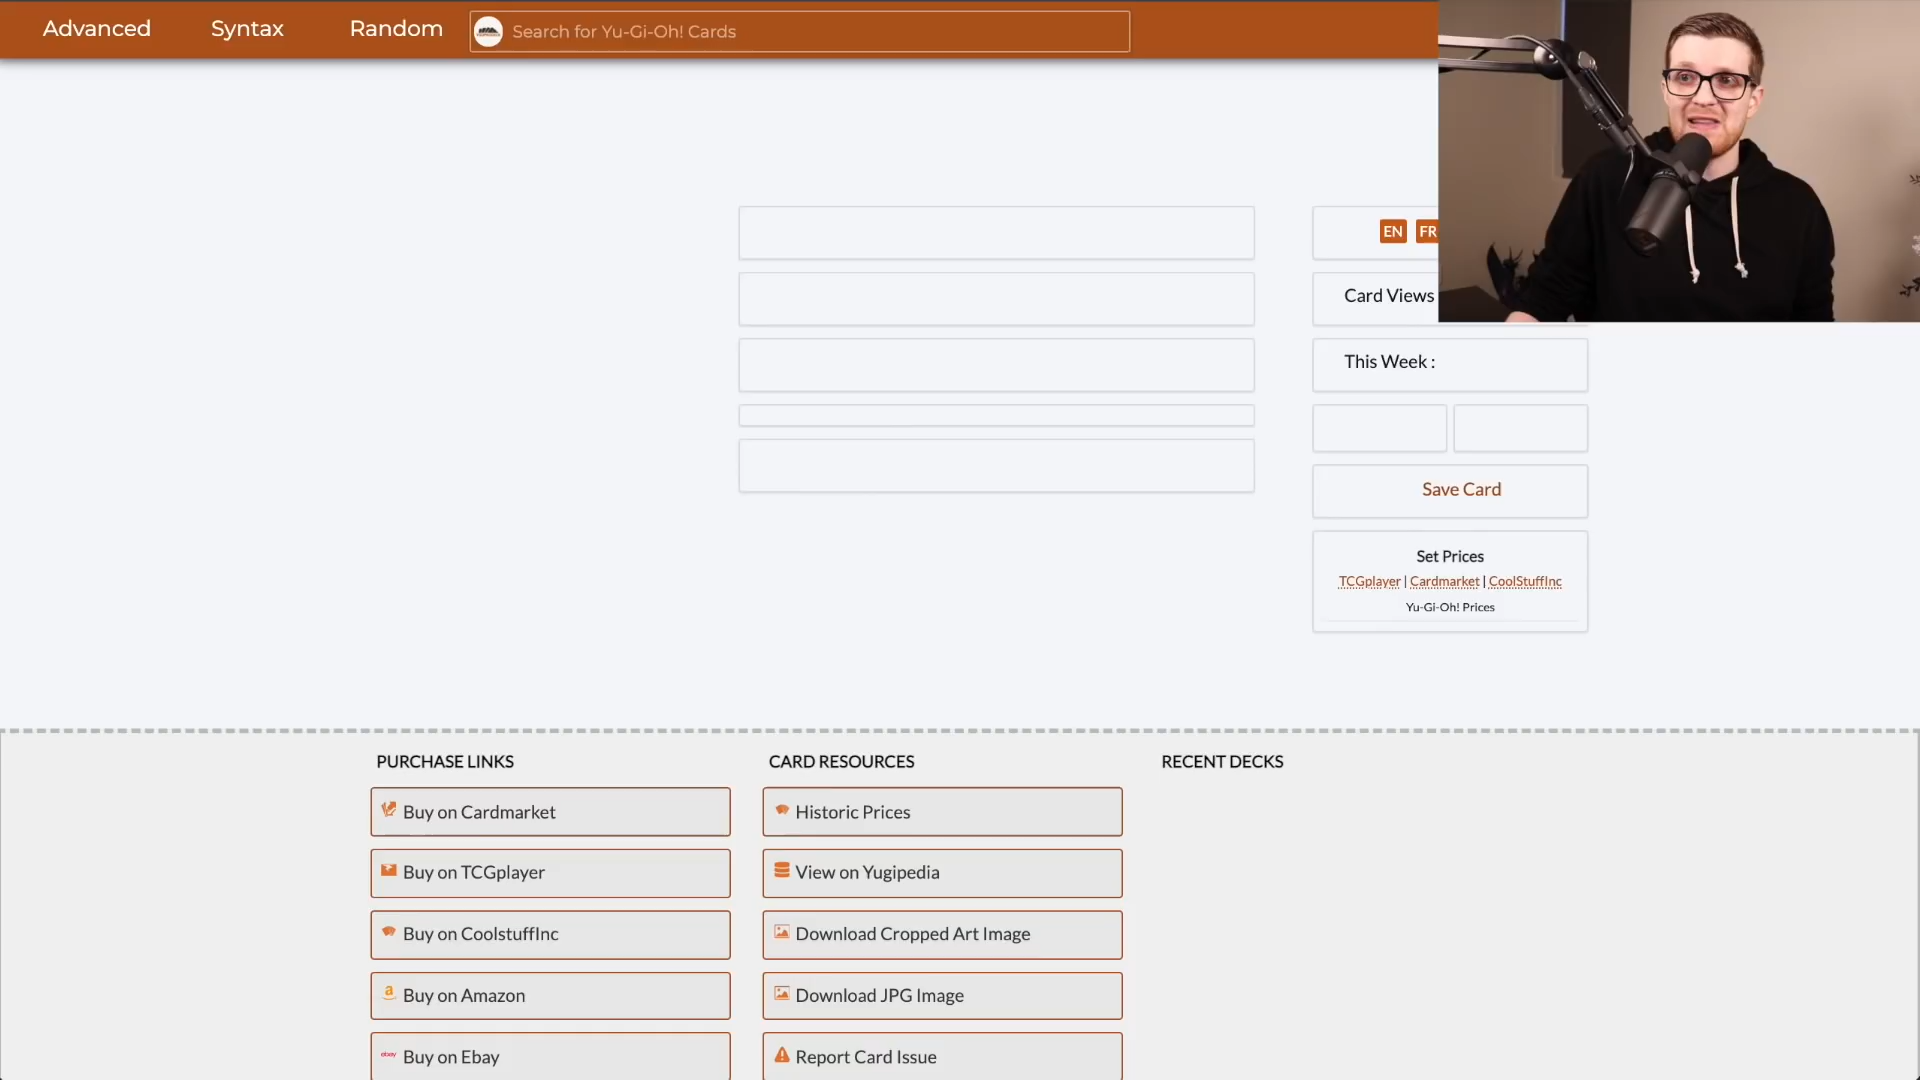 Advanced
Syntax
Random
Search for Yu-Gi-Oh! Cards
EN FR
Card Views
This Week :
Save Card
Set Prices
TCGplayer | Cardmarket | CoolStuffInc
Yu-Gi-Oh! Prices
PURCHASE LINKS
Buy on Cardmarket
Buy on TCGplayer
Buy on CoolstuffInc
Buy on Amazon
Buy on Ebay
CARD RESOURCES
Historic Prices
View on Yugipedia
Download Cropped Art Image
Download JPG Image
Report Card Issue
RECENT DECKS